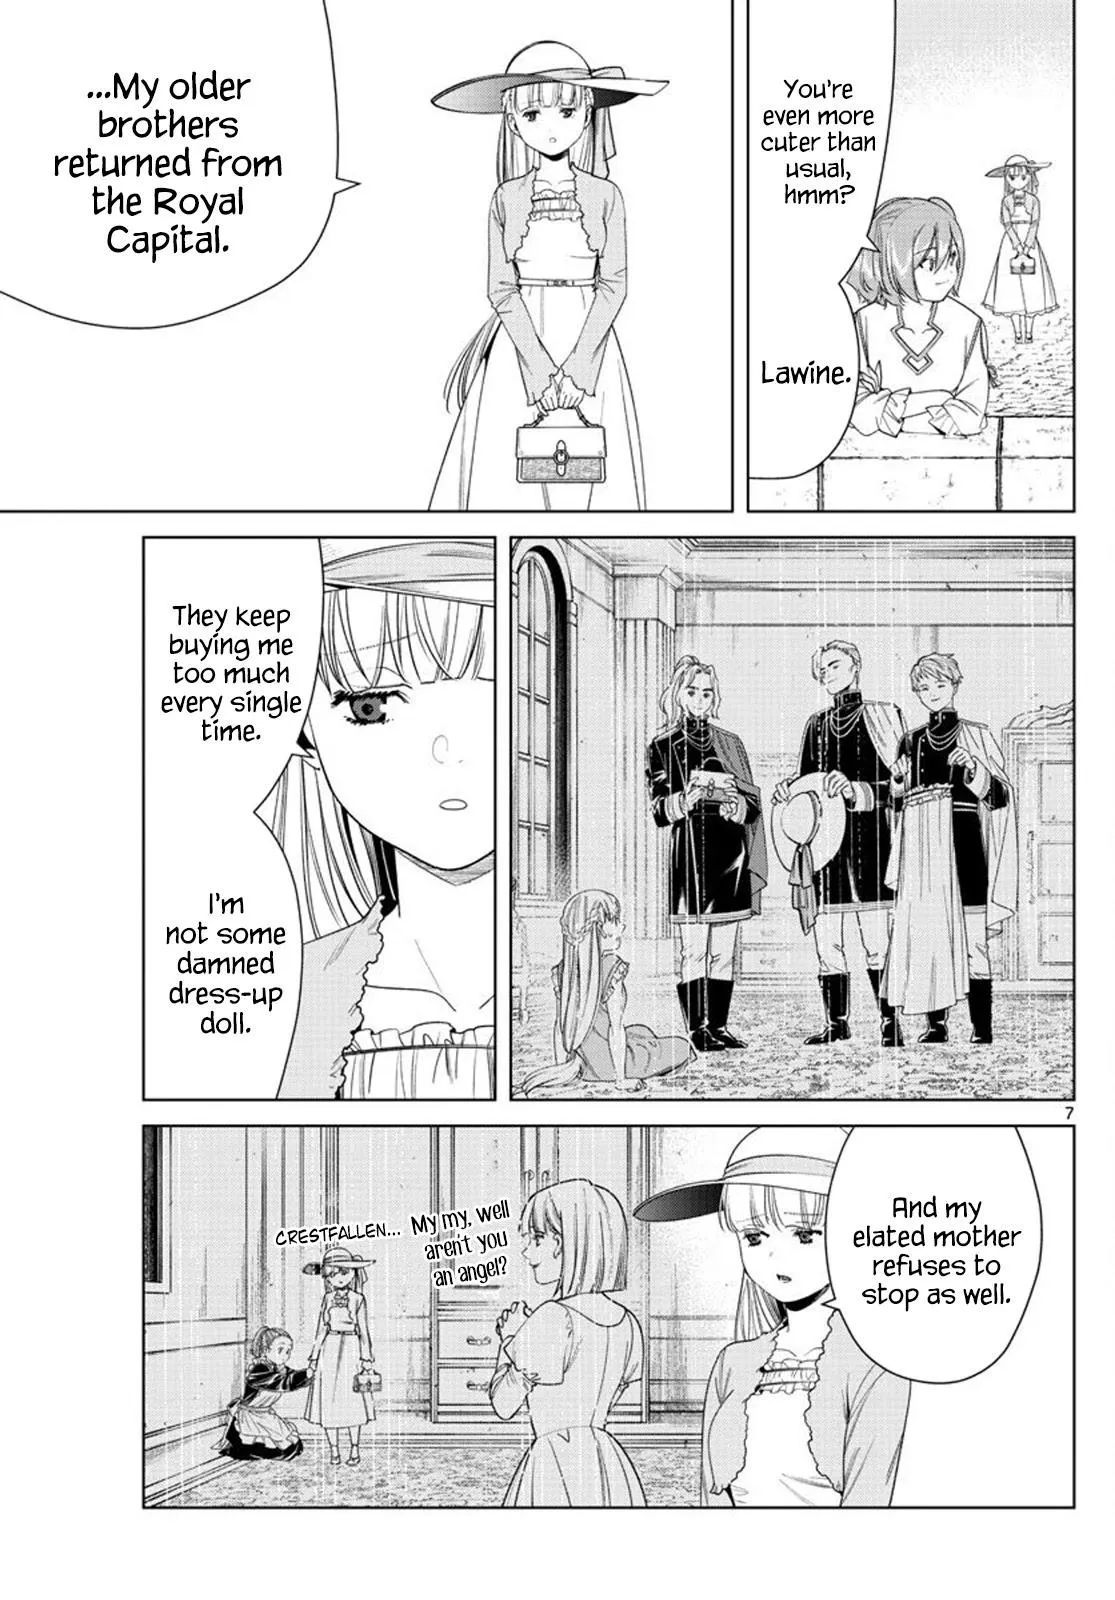 You're
even more
cuter than
usual,
hmm?
Lawine.
...My older
brothers
returned from
the Royal
Capital.
They keep
buying me
too much
every single
time.
I'm
not some
damned
dress-up
doll.
7
And my
elated mother
refuses to
stop as well.
My my, well
aren't you
an angel?
CRESTFALLEN...